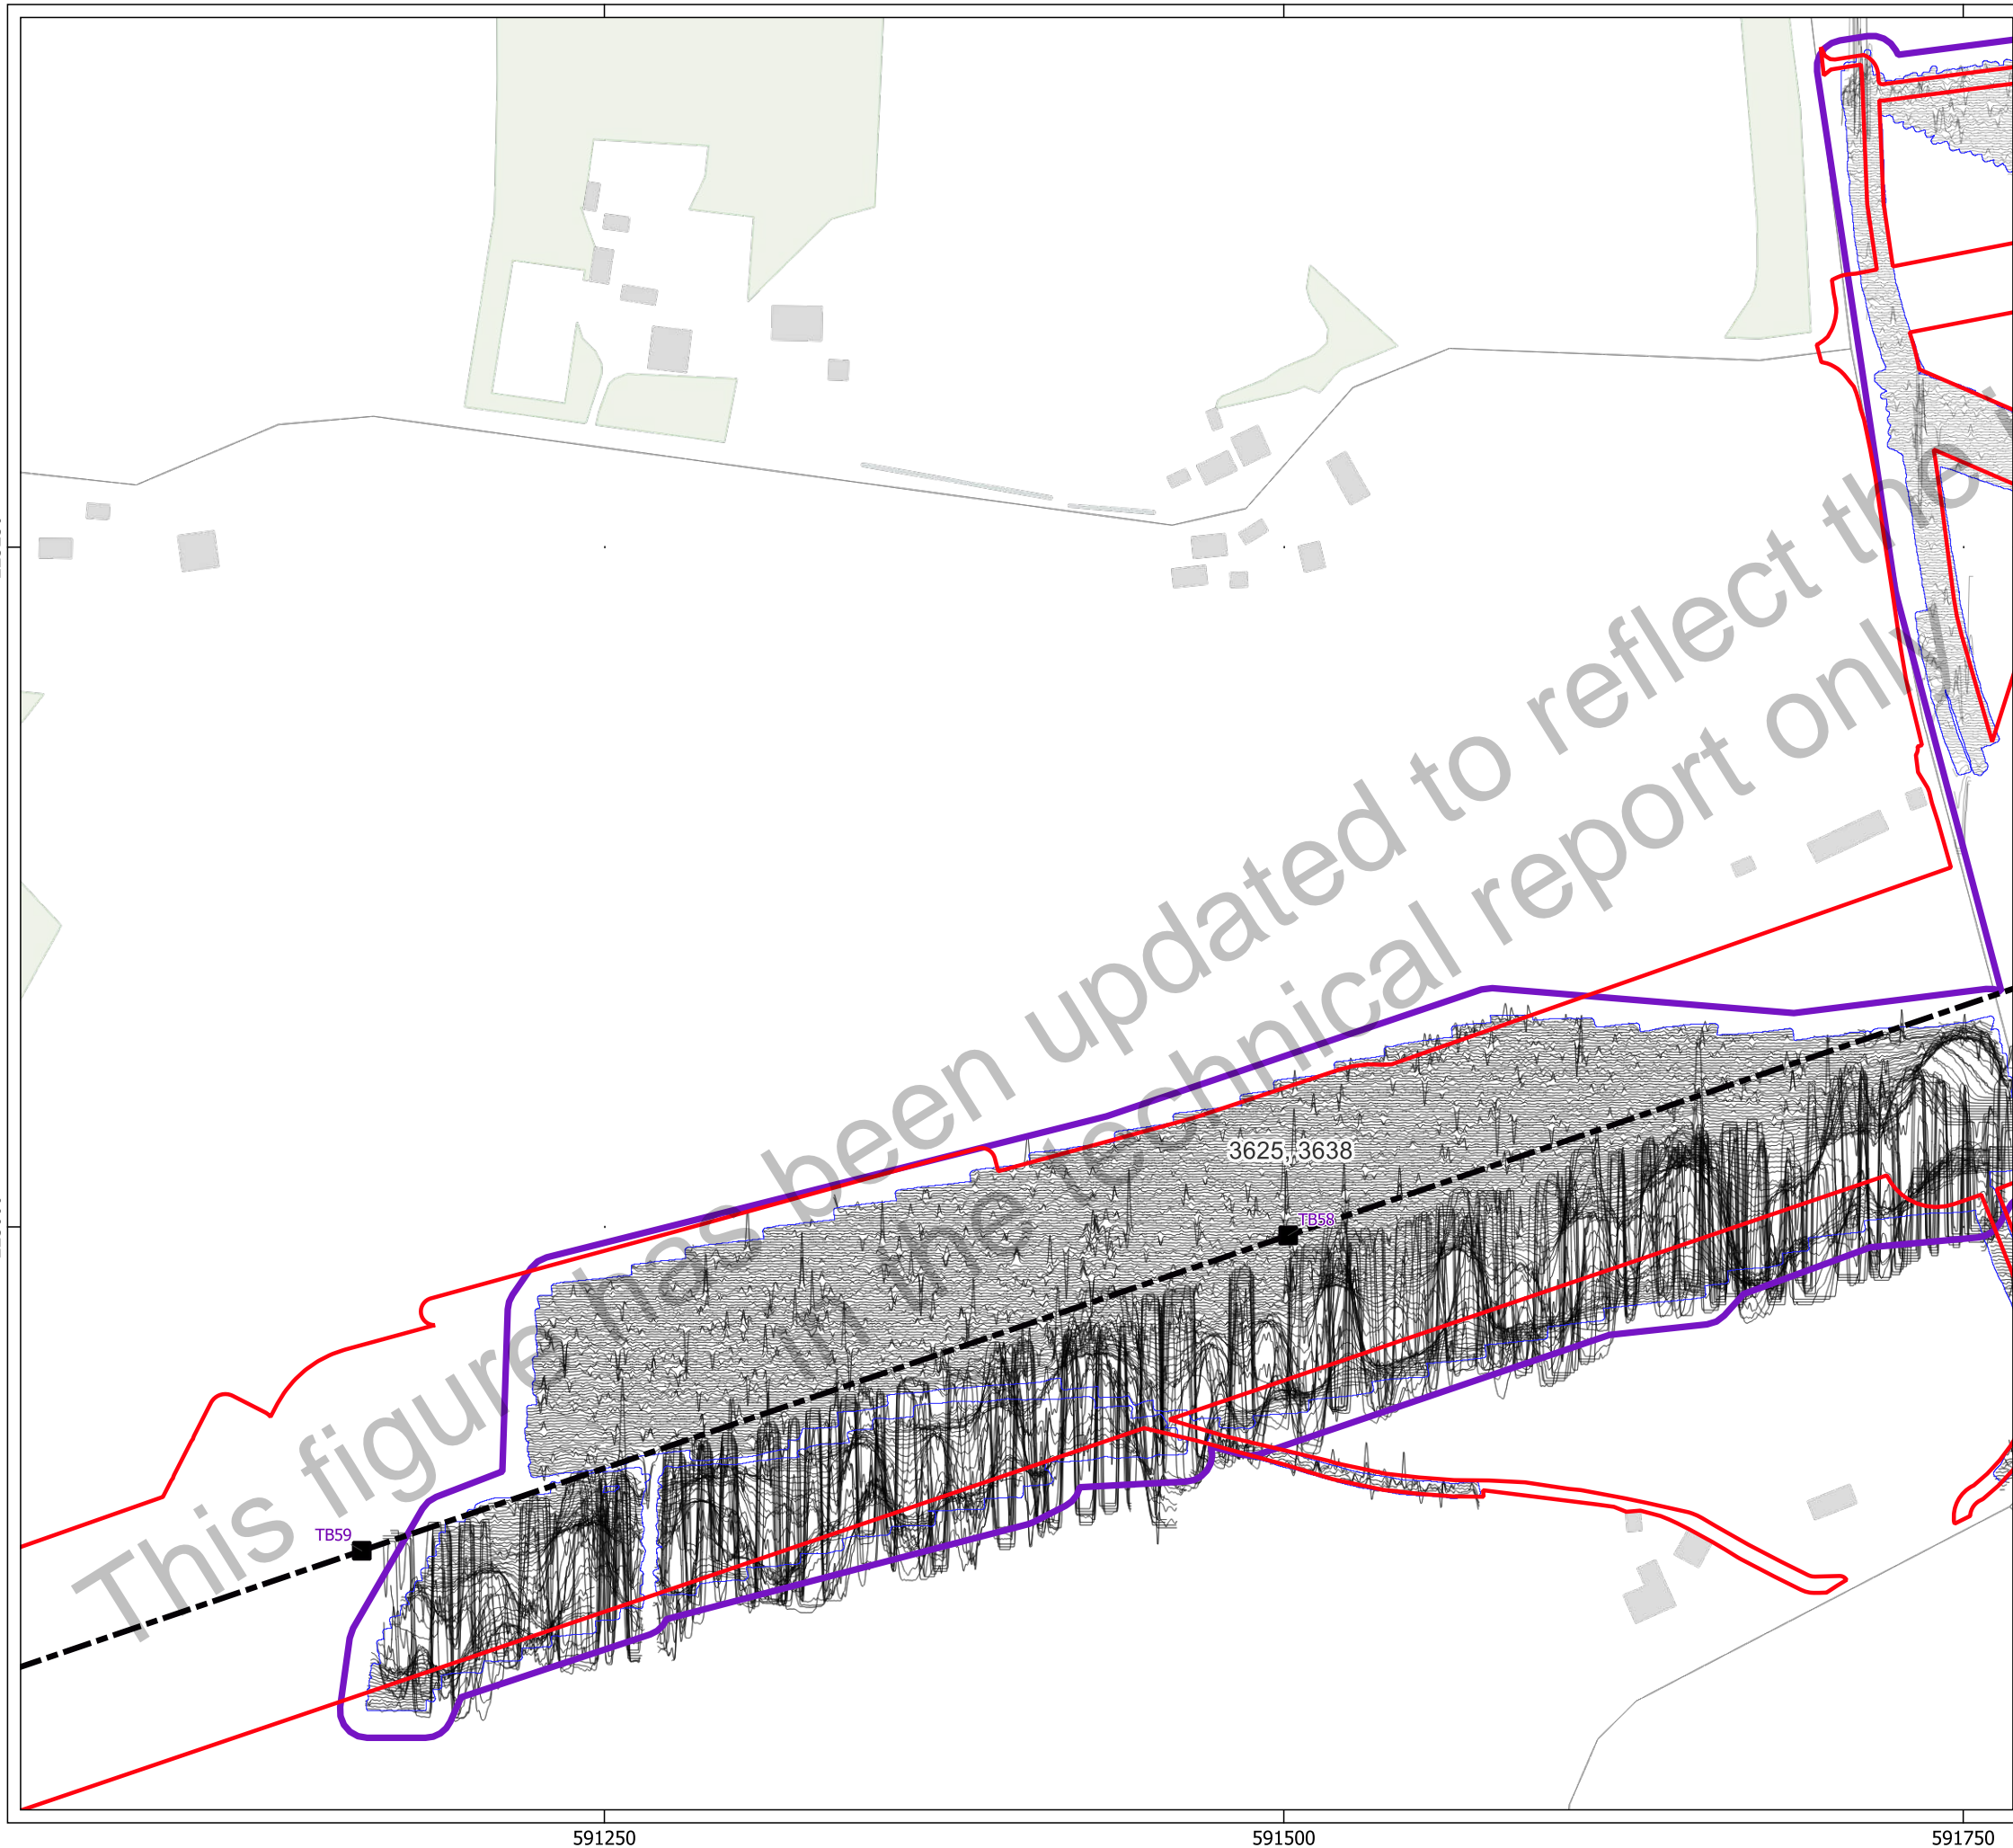 This figure has been updated to reflect the
in the technical report only
3625, 3638
TB58
TB59
591250
591500
591750